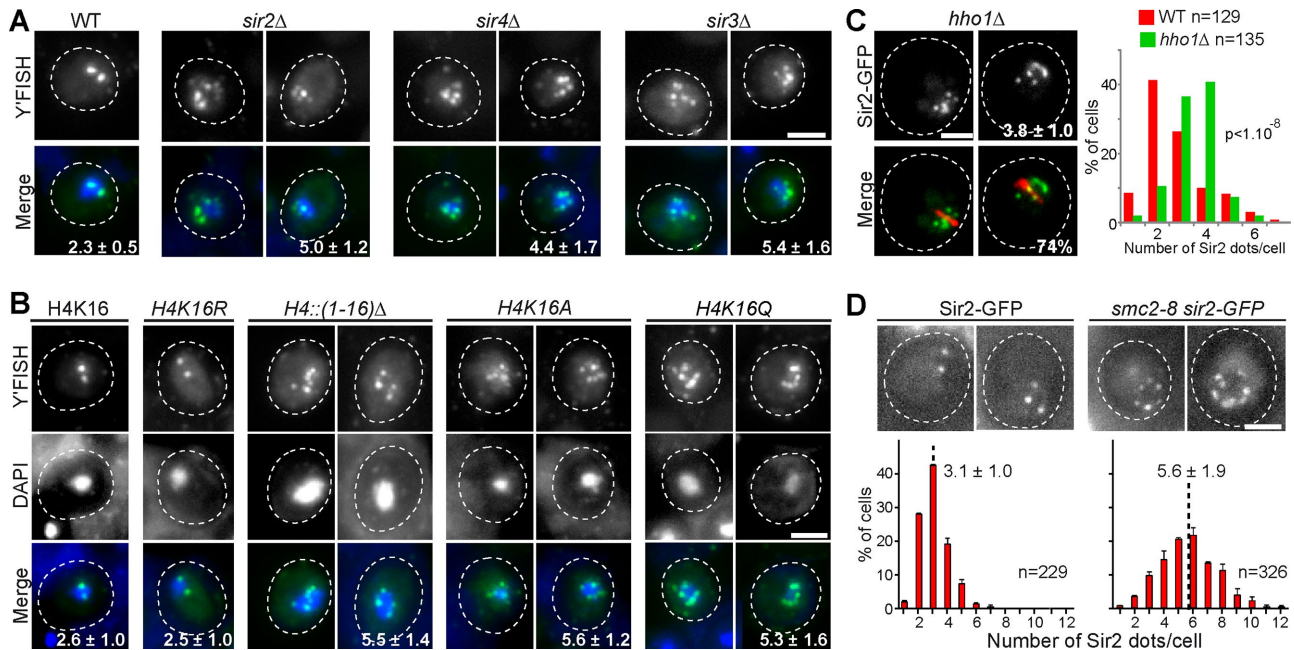 A
WT
sir2Δ
sir4Δ
sir3Δ
Y'FISH
Merge
2.3 ± 0.5
5.0 ± 1.2
4.4 ± 1.7
5.4 ± 1.6
B
H4K16
H4K16R
H4::(1-16)Δ
H4K16A
H4K16Q
Y'FISH
DAPI
Merge
2.6 ± 1.0
2.5 ± 1.0
5.5 ± 1.4
5.6 ± 1.2
5.3 ± 1.6
C
hho1Δ
Sir2-GFP
3.8 ± 1.0
Merge
WT n=129
hho1Δ n=135
% of cells
40
20
0
p<1.10-8
2 4 6
Number of Sir2 dots/cell
D
Sir2-GFP
smc2-8 sir2-GFP
% of cells
40
30
20
10
0
3.1 ± 1.0
n=229
2 4 6 8 10 12
5.6 ± 1.9
n=326
2 4 6 8 10 12
Number of Sir2 dots/cell